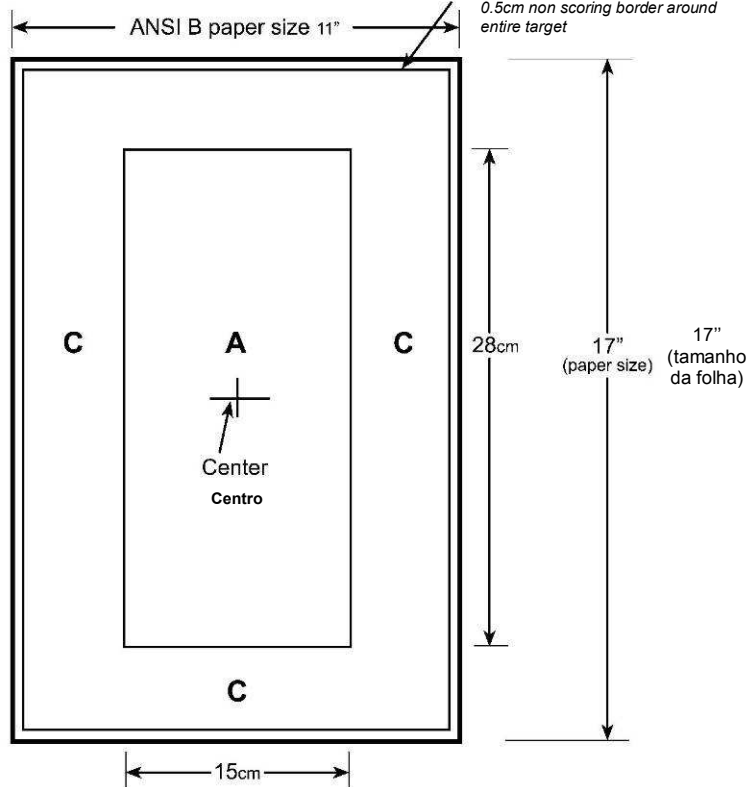 0.5cm non scoring border around
entire target
ANSI B paper size 11”
C
A
C
28cm
17”
(paper size)
17’’
(tamanho
da folha)
Center
Centro
C
15cm